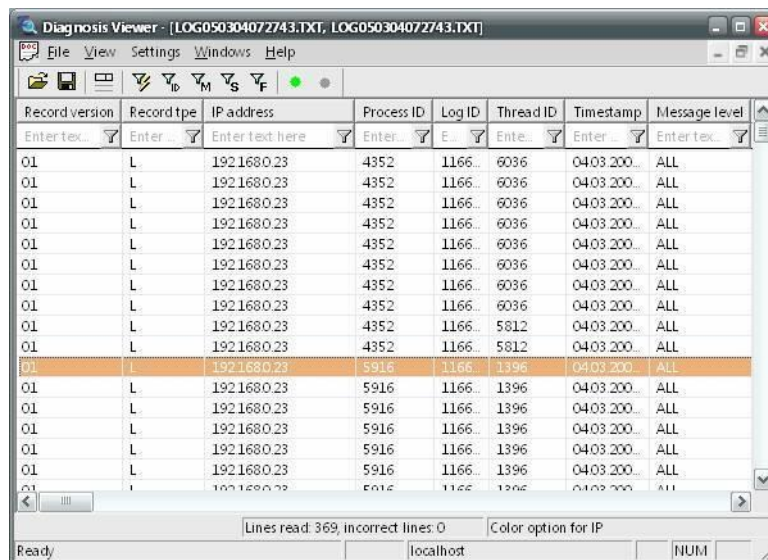 Diagnosis Viewer - [LOG050304072743.TXT, LOG050304072743.TXT]
File View Settings Windows Help
Record version Record tpe IP address Process ID Log ID Thread ID Timestamp Message level
Enter tex... Enter ... Enter text here Enter... E... Ente... Enter ... Enter tex...
01 L 192.168.0.23 4352 1166... 6036 04.03.200... ALL
01 L 192.168.0.23 4352 1166... 6036 04.03.200... ALL
01 L 192.168.0.23 4352 1166... 6036 04.03.200... ALL
01 L 192.168.0.23 4352 1166... 6036 04.03.200... ALL
01 L 192.168.0.23 4352 1166... 6036 04.03.200... ALL
01 L 192.168.0.23 4352 1166... 6036 04.03.200... ALL
01 L 192.168.0.23 4352 1166... 6036 04.03.200... ALL
01 L 192.168.0.23 4352 1166... 6036 04.03.200... ALL
01 L 192.168.0.23 4352 1166... 5812 04.03.200... ALL
01 L 192.168.0.23 4352 1166... 5812 04.03.200... ALL
01 L 192.168.0.23 5916 1166... 1396 04.03.200... ALL
01 L 192.168.0.23 5916 1166... 1396 04.03.200... ALL
01 L 192.168.0.23 5916 1166... 1396 04.03.200... ALL
01 L 192.168.0.23 5916 1166... 1396 04.03.200... ALL
01 L 192.168.0.23 5916 1166... 1396 04.03.200... ALL
01 L 192.168.0.23 5916 1166... 1396 04.03.200... ALL
01 L 192.168.0.23 5916 1166... 1396 04.03.200... ALL
Lines read: 369, incorrect lines: 0 Color option for IP
Ready localhost NUM